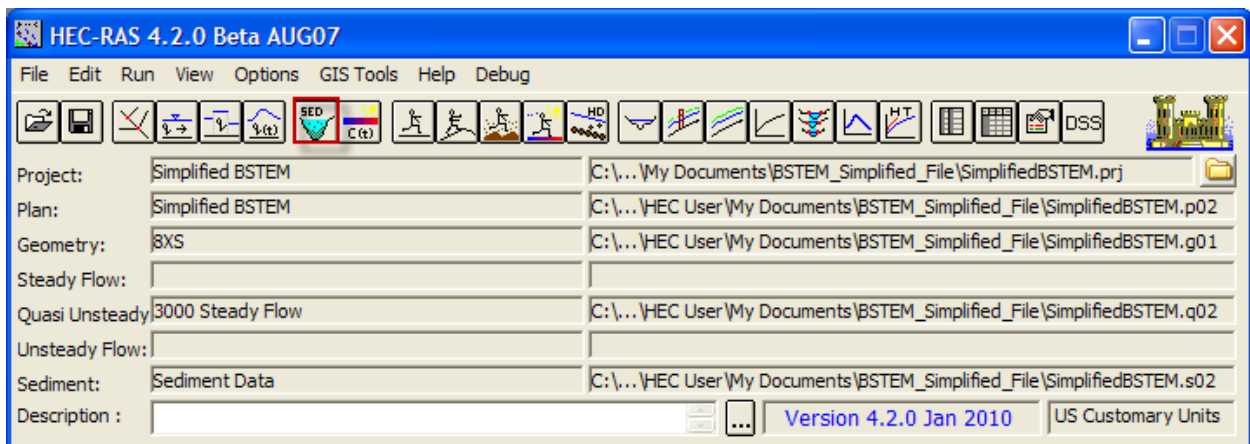 HEC-RAS 4.2.0 Beta AUG07
File Edit Run View Options GIS Tools Help Debug
SED C(t) HD HT DSS
Project: Simplified BSTEM C:\...\My Documents\BSTEM_Simplified_File\SimplifiedBSTEM.prj
Plan: Simplified BSTEM C:\...\HEC User\My Documents\BSTEM_Simplified_File\SimplifiedBSTEM.p02
Geometry: 8XS C:\...\HEC User\My Documents\BSTEM_Simplified_File\SimplifiedBSTEM.g01
Steady Flow:
Quasi Unsteady 3000 Steady Flow C:\...\HEC User\My Documents\BSTEM_Simplified_File\SimplifiedBSTEM.q02
Unsteady Flow:
Sediment: Sediment Data C:\...\HEC User\My Documents\BSTEM_Simplified_File\SimplifiedBSTEM.s02
Description : ... Version 4.2.0 Jan 2010 US Customary Units